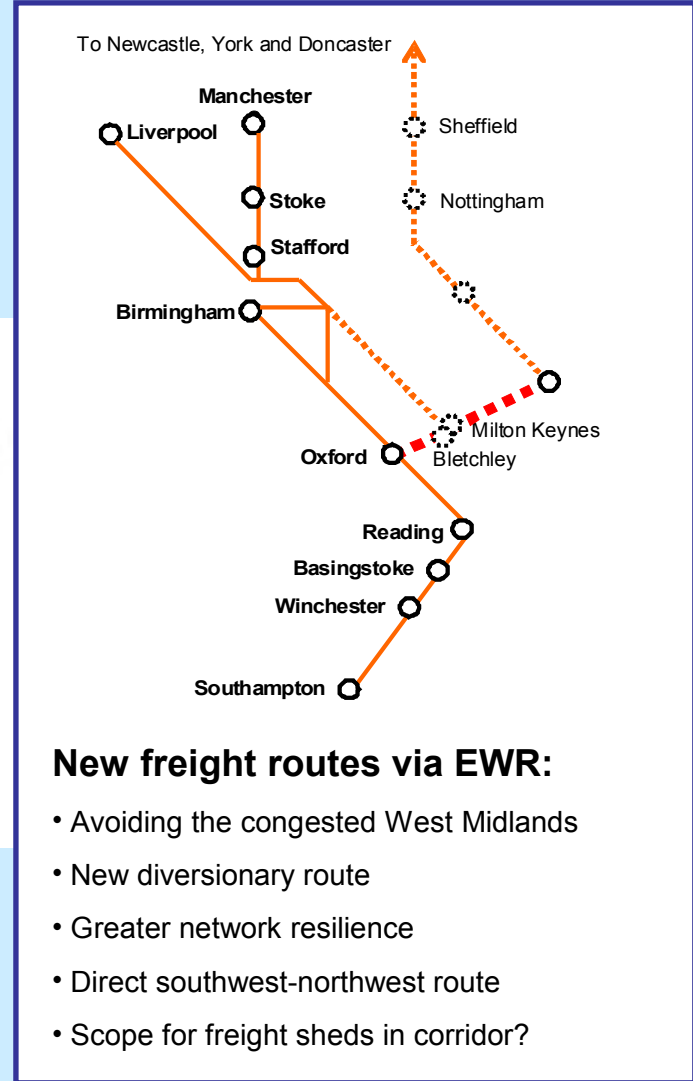 To Newcastle, York and Doncaster
Manchester
Liverpool
Sheffield
Stoke
Nottingham
Stafford
Birmingham
Milton Keynes
Oxford
Bletchley
Reading
Basingstoke
Winchester
Southampton
New freight routes via EWR:
• Avoiding the congested West Midlands
• New diversionary route
• Greater network resilience
• Direct southwest-northwest route
• Scope for freight sheds in corridor?